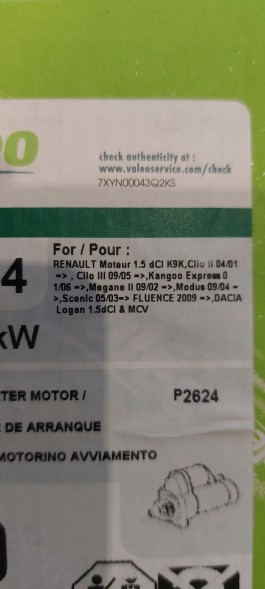 eo
check authenticity at :
www.valeoservice.com/check
7XYN00043Q2KS
4
For / Pour :
RENAULT Moteur 1.5 dCI K9K,Clio II 04/01
=> , Clio III 09/05 =>,Kangoo Express 0
1/06 =>,Megane II 09/02 =>,Modus 09/04 =
>,Scenic 05/03=> FLUENCE 2009 =>,DACIA
Logan 1.5dCI & MCV
kW
TER MOTOR /
P2624
R DE ARRANQUE
MOTORINO AVVIAMENTO